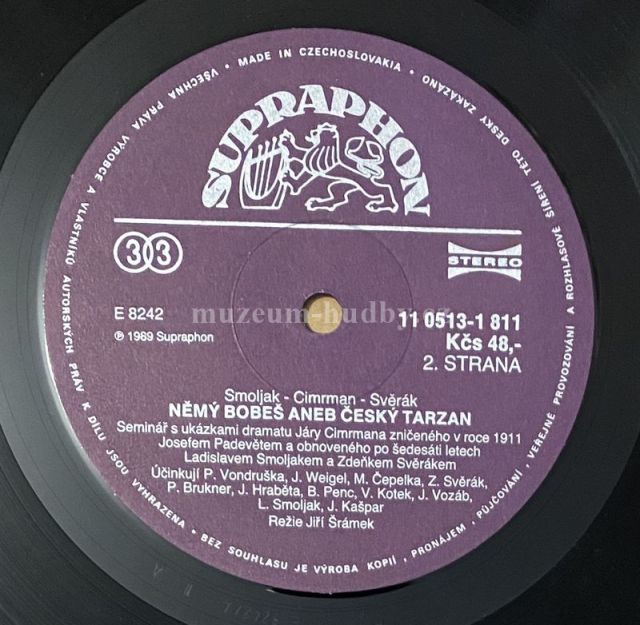 • MADE IN CZECHOSLOVAKIA •
VŠECHNA PRÁVA VÝROBCE A VLASTNÍKŮ AUTORSKÝCH PRÁV K DÍLU JSOU VYHRAZENA • BEZ SOUHLASU JE VÝROBA KOPIÍ, PRONÁJEM, PŮJČOVÁNÍ, VEŘEJNÉ PROVOZOVÁNÍ A ROZHLASOVÉ ŠÍŘENÍ TÉTO DESKY ZAKÁZÁNO
SUPRAPHON
33
STEREO
E 8242
℗ 1989 Supraphon
muzeum-hudby.cz
11 0513-1 811
Kčs 48,-
2. STRANA
Smoljak - Cimrman - Svěrák
NĚMÝ BOBEŠ ANEB ČESKÝ TARZAN
Seminář s ukázkami dramatu Járy Cimrmana zničeného v roce 1911
Josefem Padevětem a obnoveného po šedesáti letech
Ladislavem Smoljakem a Zdeňkem Svěrákem
Účinkují P. Vondruška, J. Weigel, M. Čepelka, Z. Svěrák,
P. Brukner, J. Hraběta, B. Penc, V. Kotek, J. Vozáb,
L. Smoljak, J. Kašpar
Režie Jiří Šrámek